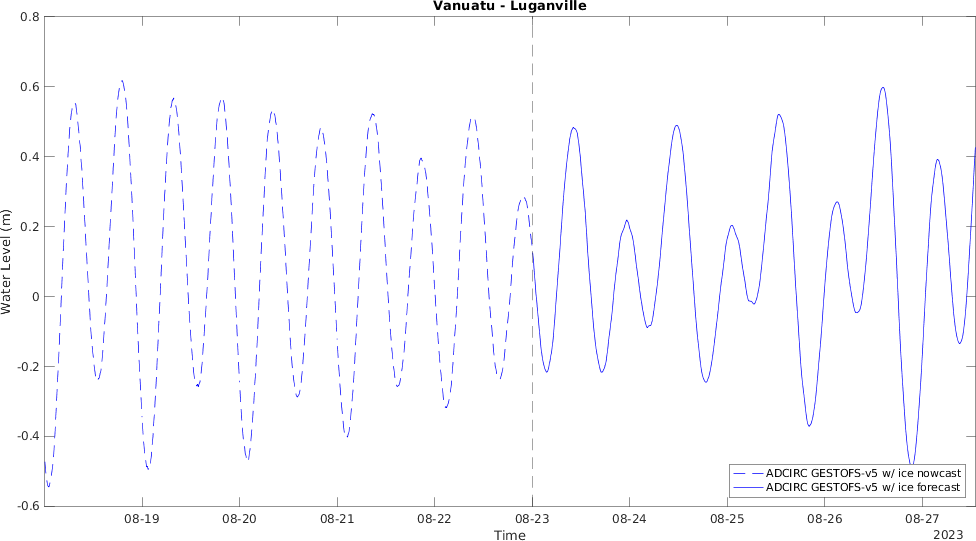 Vanuatu - Luganville
Water Level (m)
0.8
0.6
0.4
0.2
0
-0.2
-0.4
-0.6
ADCIRC GESTOFS-v5 w/ ice nowcast
ADCIRC GESTOFS-v5 w/ ice forecast
08-19 08-20 08-21 08-22 08-23 08-24 08-25 08-26 08-27
Time
2023